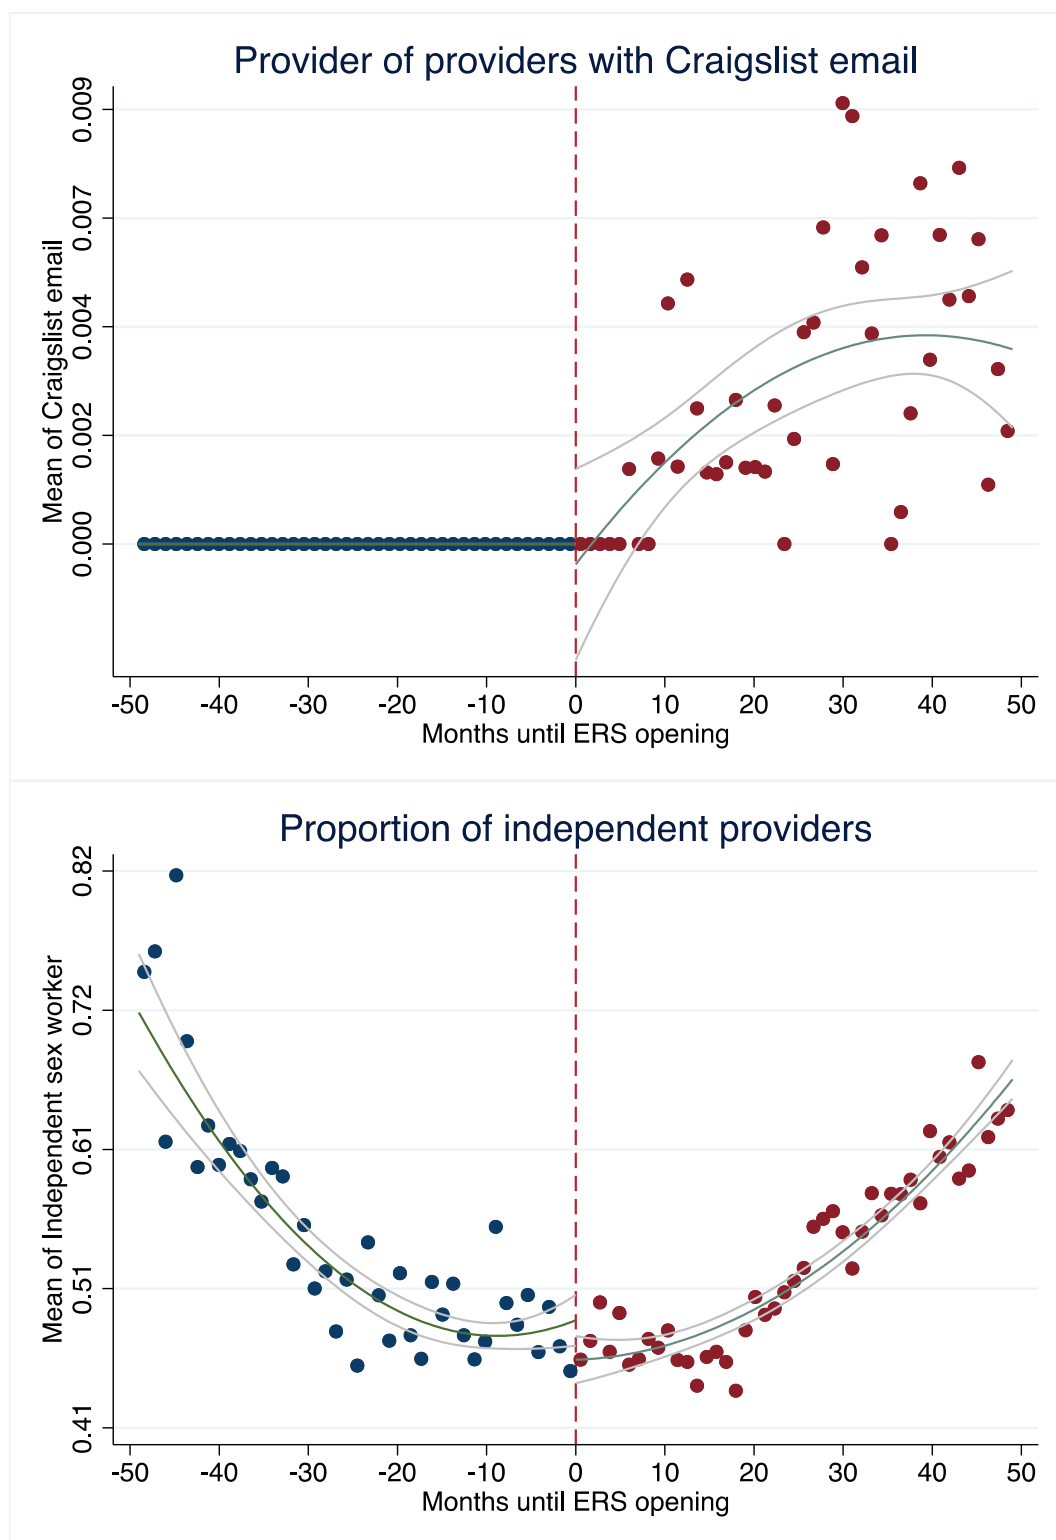 Provider of providers with Craigslist email
Mean of Craigslist email
0.009
0.007
0.004
0.002
0.000
-50 -40 -30 -20 -10 0 10 20 30 40 50
Months until ERS opening
Proportion of independent providers
Mean of Independent sex worker
0.82
0.72
0.61
0.51
0.41
-50 -40 -30 -20 -10 0 10 20 30 40 50
Months until ERS opening